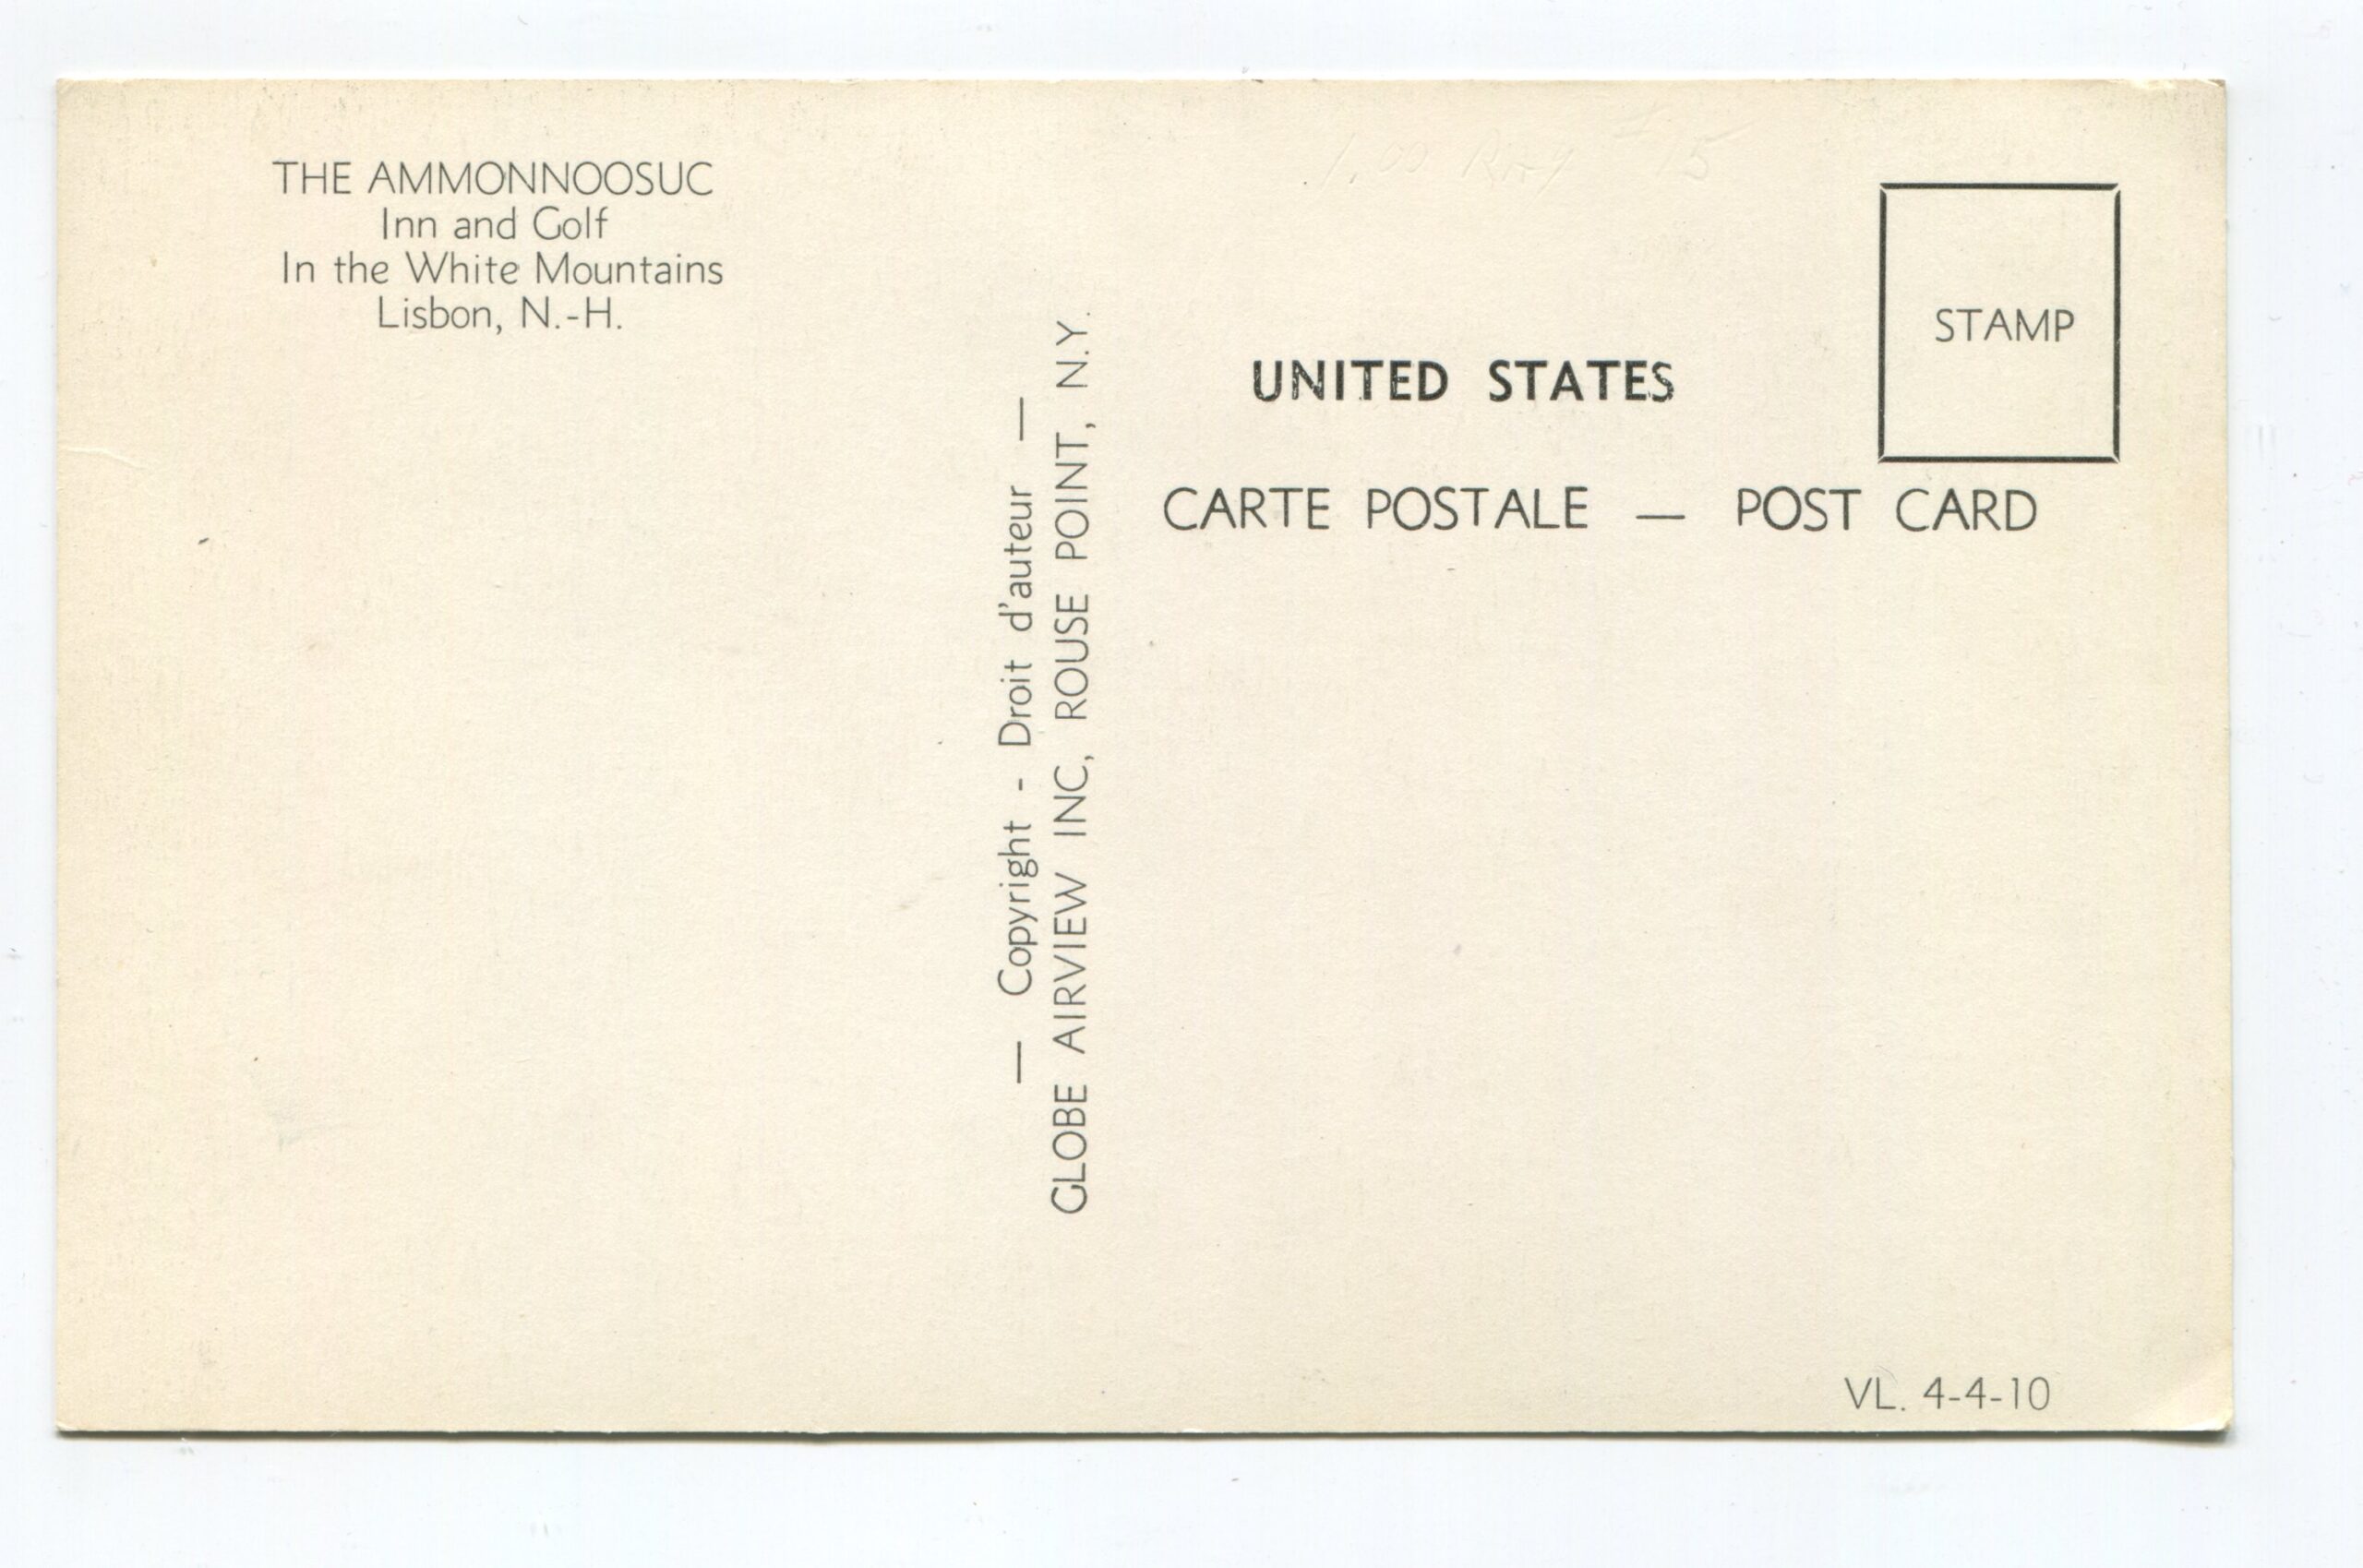 THE AMMONNOOSUC
Inn and Golf
In the White Mountains
Lisbon, N.-H.
— Copyright - Droit d'auteur —
GLOBE AIRVIEW INC, ROUSE POINT, N.Y.
UNITED STATES
STAMP
CARTE POSTALE — POST CARD
VL. 4-4-10